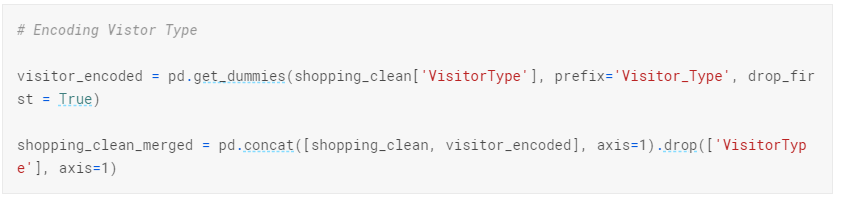 # Encoding Vistor Type
visitor_encoded = pd.get_dummies(shopping_clean['VisitorType'], prefix='Visitor_Type', drop_fir
st = True)
shopping_clean_merged = pd.concat([shopping_clean, visitor_encoded], axis=1).drop(['VisitorTyp
e'], axis=1)